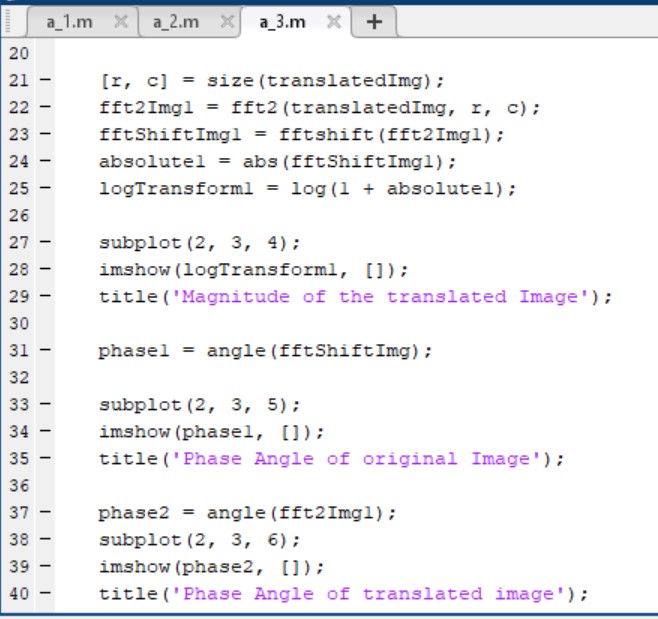 a_1.m × a_2.m × a_3.m × +
20
21 – [r, c] = size(translatedImg);
22 – fft2Img1 = fft2(translatedImg, r, c);
23 – fftShiftImg1 = fftshift(fft2Img1);
24 – absolute1 = abs(fftShiftImg1);
25 – logTransform1 = log(1 + absolute1);
26
27 – subplot(2, 3, 4);
28 – imshow(logTransform1, []);
29 – title('Magnitude of the translated Image');
30
31 – phase1 = angle(fftShiftImg);
32
33 – subplot(2, 3, 5);
34 – imshow(phase1, []);
35 – title('Phase Angle of original Image');
36
37 – phase2 = angle(fft2Img1);
38 – subplot(2, 3, 6);
39 – imshow(phase2, []);
40 – title('Phase Angle of translated image');